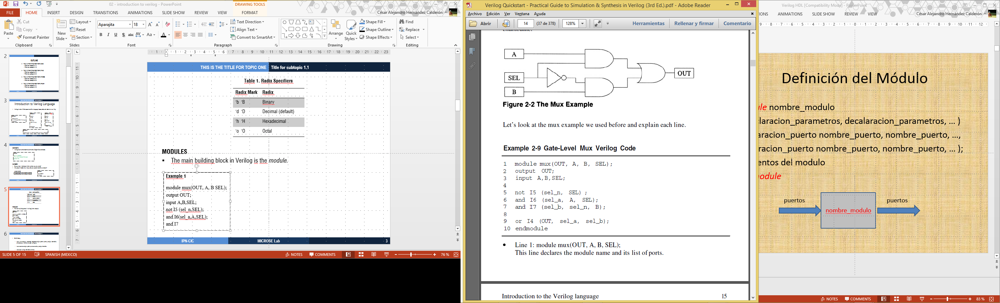 02 - introduction to verilog - PowerPoint
DRAWING TOOLS
FILE HOME INSERT DESIGN TRANSITIONS ANIMATIONS SLIDE SHOW REVIEW VIEW FORMAT
César Alejandro Hernández Calderón
Paste
Cut
Copy
Format Painter
Clipboard
New Slide
Layout
Reset
Section
Slides
Aparajita 18
Font
Text Direction
Align Text
Convert to SmartArt
Paragraph
Arrange
Quick Styles
Shape Fill
Shape Outline
Shape Effects
Drawing
Find
Replace
Select
Editing
2
OUTLINE
3
Introduction to Verilog Language
4
5
6
THIS IS THE TITLE FOR TOPIC ONE Title for subtopic 1.1
Table 1. Radix Specifiers
Radix Mark Radix
'b 'B Binary
'd 'D Decimal (default)
'h 'H Hexadecimal
'o 'O Octal
MODULES
▪ The main building block in Verilog is the module.
Example 1
module mux(OUT, A, B SEL);
output OUT;
input A,B,SEL;
not I5 (sel_n,SEL);
and I6(sel_a,A,SEL);
and I7
IPN-CIC MICROSE Lab 3
SLIDE 5 OF 15 SPANISH (MEXICO) NOTES COMMENTS 76 %
Verilog Quickstart - Practical Guide to Simulation & Synthesis in Verilog (3rd Ed.).pdf - Adobe Reader
Archivo Edición Ver Ventana Ayuda
Abrir 14 (37 de 378) 128% Herramientas Rellenar y firmar Comentario
A
SEL
B
OUT
Figure 2-2 The Mux Example
Let's look at the mux example we used before and explain each line.
Example 2-9 Gate-Level Mux Verilog Code
1 module mux(OUT, A, B, SEL);
2 output OUT;
3 input A,B,SEL;
4
5 not I5 (sel_n, SEL) ;
6 and I6 (sel_a, A, SEL);
7 and I7 (sel_b, sel_n, B);
8
9 or I4 (OUT, sel_a, sel_b);
10 endmodule
• Line 1: module mux(OUT, A, B, SEL);
This line declares the module name and its list of ports.
Introduction to the Verilog language 15
Verilog HDL [Compatibility Mode] - PowerPoint
IONS ANIMATIONS SLIDE SHOW REVIEW VIEW
César Alejandro Hernández Calderón
Definición del Módulo
ule nombre_modulo
laracion_parametros, decalaracion_parametros, ... )
aracion_puerto nombre_puerto, nombre_puerto, ...,
racion_puerto nombre_puerto, nombre_puerto, ... );
entos del modulo
odule
puertos
nombre_modulo
puertos
NOTES COMMENTS 83 %